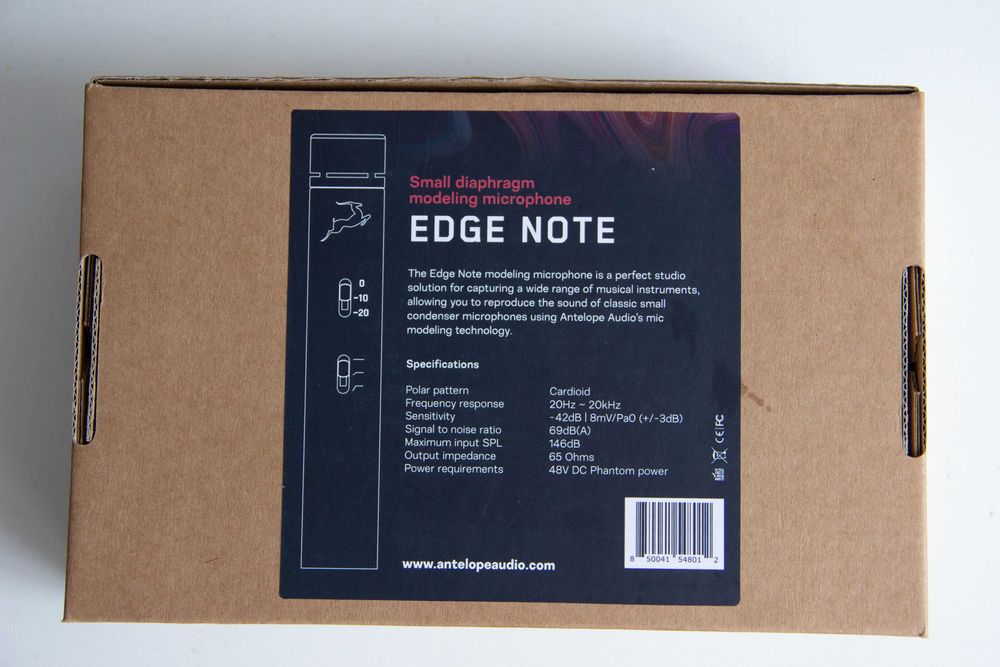 Small diaphragm
modeling microphone
EDGE NOTE
0
-10
-20
The Edge Note modeling microphone is a perfect studio
solution for capturing a wide range of musical instruments,
allowing you to reproduce the sound of classic small
condenser microphones using Antelope Audio's mic
modeling technology.
Specifications
Polar pattern Cardioid
Frequency response 20Hz ~ 20kHz
Sensitivity -42dB | 8mV/Pa0 (+/-3dB)
Signal to noise ratio 69dB(A)
Maximum input SPL 146dB
Output impedance 65 Ohms
Power requirements 48V DC Phantom power
CE FC
www.antelopeaudio.com
8 50041 54801 2